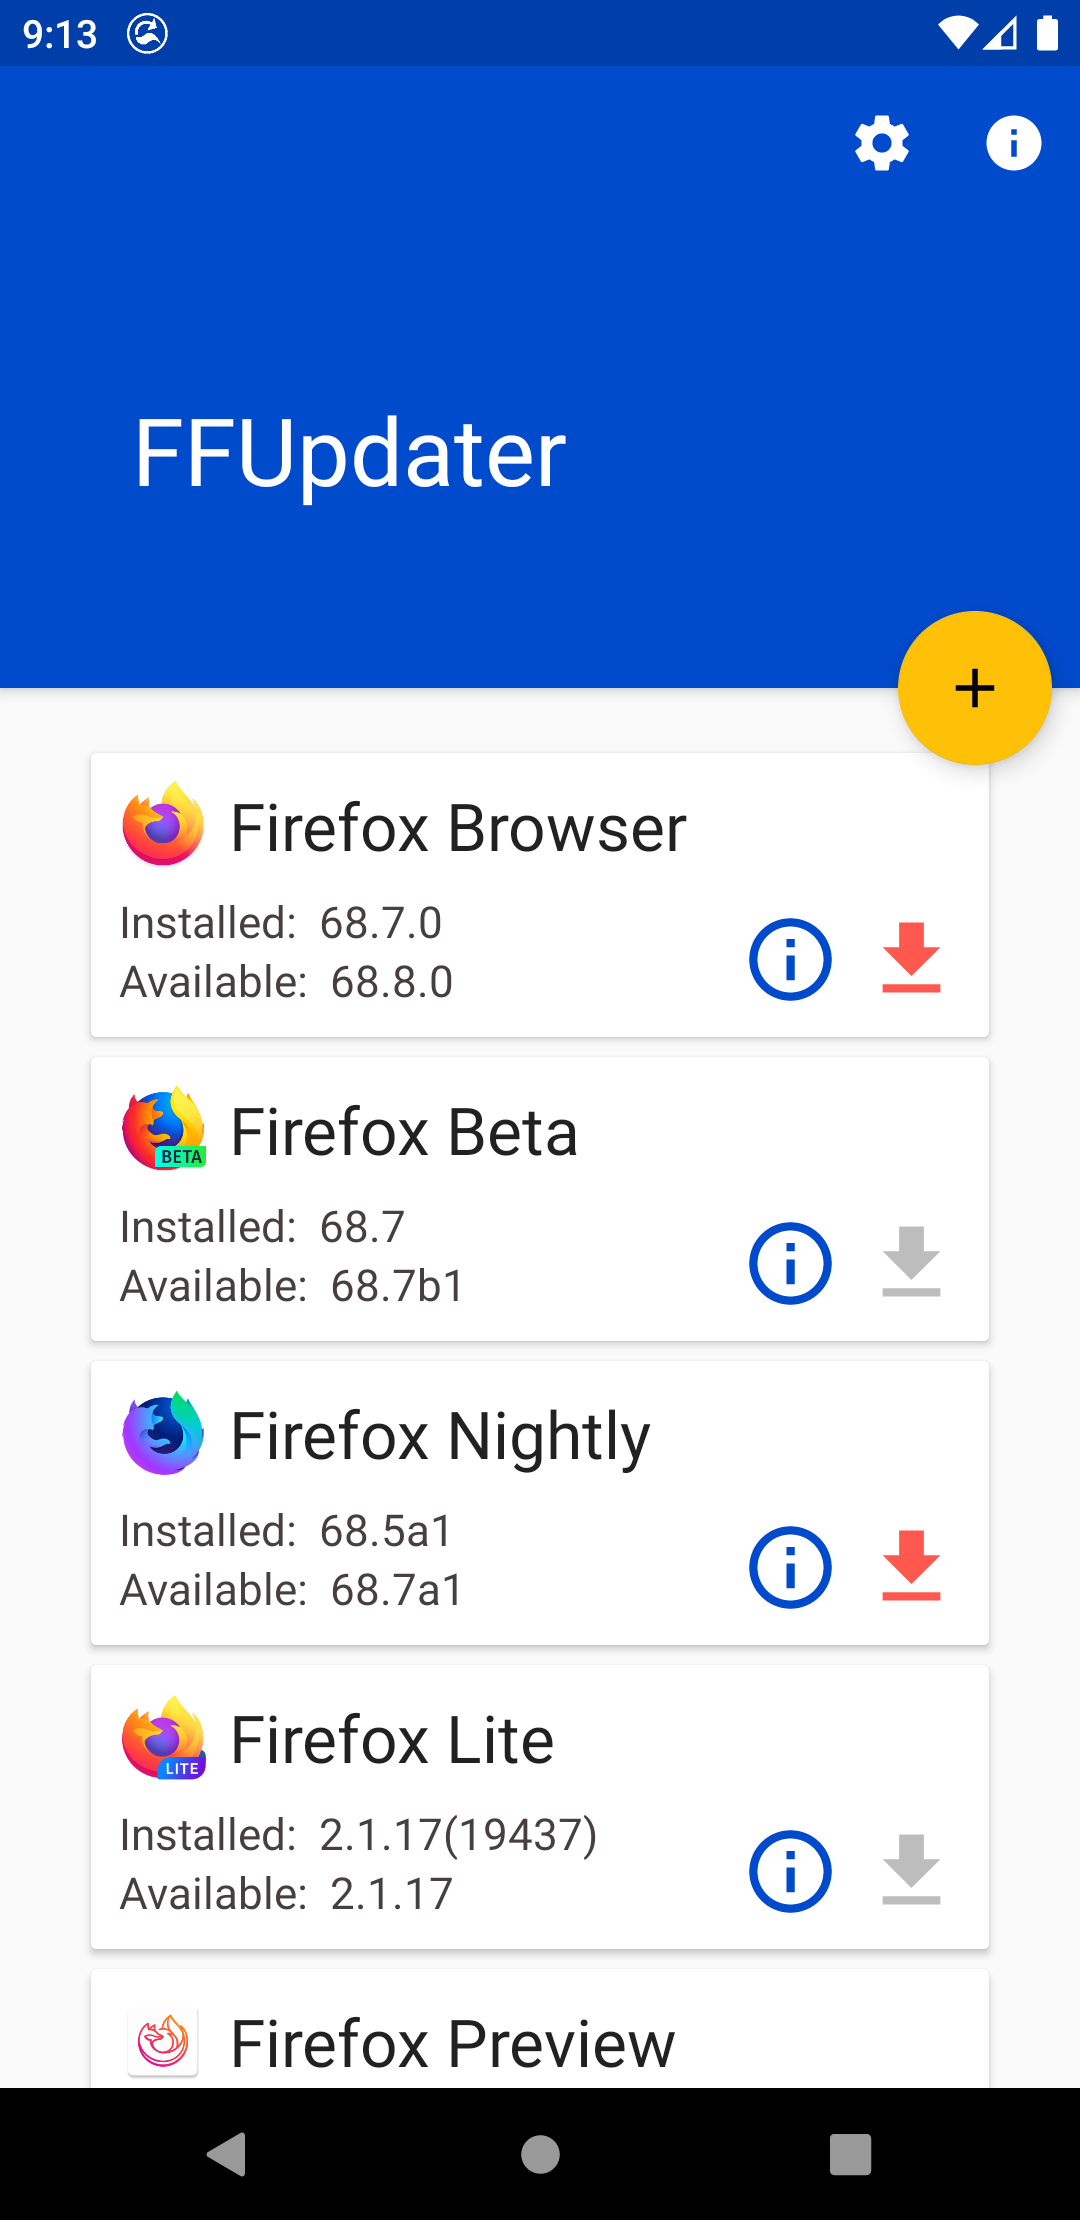 9:13
FFUpdater
Firefox Browser
Installed: 68.7.0
Available: 68.8.0
Firefox Beta
BETA
Installed: 68.7
Available: 68.7b1
Firefox Nightly
Installed: 68.5a1
Available: 68.7a1
Firefox Lite
LITE
Installed: 2.1.17(19437)
Available: 2.1.17
Firefox Preview